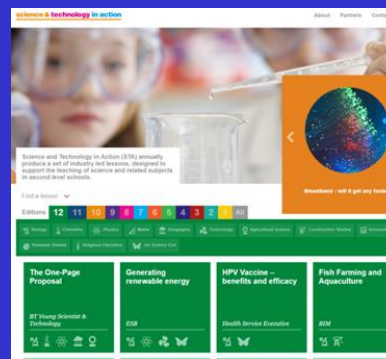 science & technology in action
About Partners
Science and Technology in Action (STA) annually
produce a set of industry led lessons, designed to
support the teaching of science and related subjects
in second level schools.
Find a lesson
Broadband - will it get any
Editions 12 11 10 9 8 7 6 5 4 3 2 1 All
Biology Chemistry Physics Maths Geography Technology Agricultural Science Construction Studies
Business Studies Religious Education Jnr Science Cert
The One-Page
Proposal
BT Young Scientist &
Technology
Generating
renewable energy
ESB
HPV Vaccine –
benefits and efficacy
Health Service Executive
Fish Farming and
Aquaculture
BIM